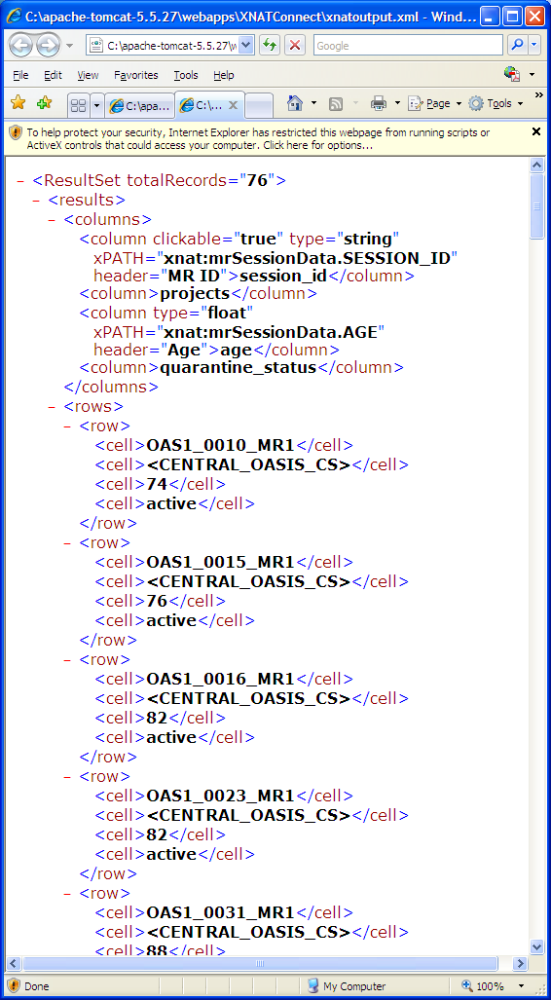 C:\apache-tomcat-5.5.27\webapps\XNATConnect\xnatoutput.xml - Wind...
C:\apache-tomcat-5.5.27\w
Google
File Edit View Favorites Tools Help
C:\apa...
C:\... X
Page Tools »
To help protect your security, Internet Explorer has restricted this webpage from running scripts or
ActiveX controls that could access your computer. Click here for options...
- <ResultSet totalRecords="76">
- <results>
- <columns>
<column clickable="true" type="string"
xPATH="xnat:mrSessionData.SESSION_ID"
header="MR ID">session_id</column>
<column>projects</column>
<column type="float"
xPATH="xnat:mrSessionData.AGE"
header="Age">age</column>
<column>quarantine_status</column>
</columns>
- <rows>
- <row>
<cell>OAS1_0010_MR1</cell>
<cell><CENTRAL_OASIS_CS></cell>
<cell>74</cell>
<cell>active</cell>
</row>
- <row>
<cell>OAS1_0015_MR1</cell>
<cell><CENTRAL_OASIS_CS></cell>
<cell>76</cell>
<cell>active</cell>
</row>
- <row>
<cell>OAS1_0016_MR1</cell>
<cell><CENTRAL_OASIS_CS></cell>
<cell>82</cell>
<cell>active</cell>
</row>
- <row>
<cell>OAS1_0023_MR1</cell>
<cell><CENTRAL_OASIS_CS></cell>
<cell>82</cell>
<cell>active</cell>
</row>
- <row>
<cell>OAS1_0031_MR1</cell>
<cell><CENTRAL_OASIS_CS></cell>
<cell>88</cell>
Done
My Computer
100%